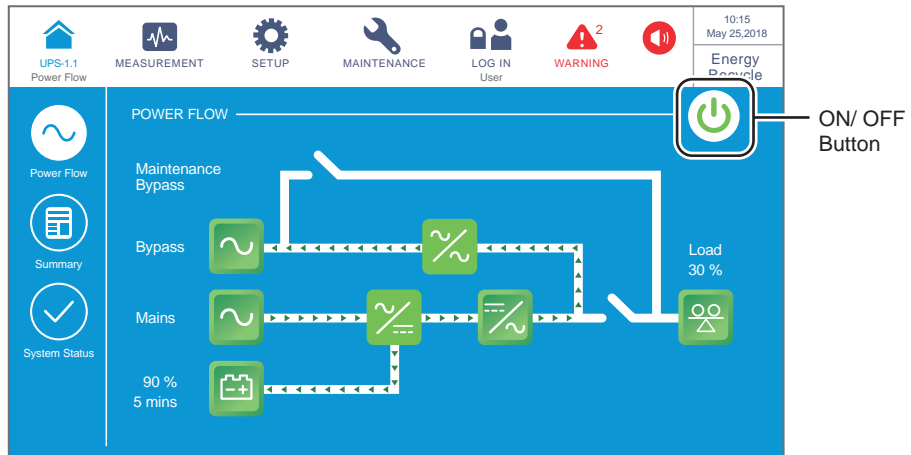 10:15
May 25,2018
UPS-1.1
Power Flow
MEASUREMENT
SETUP
MAINTENANCE
LOG IN
User
WARNING
2
Energy
Recycle
POWER FLOW
ON/ OFF
Button
Power Flow
Summary
System Status
Maintenance
Bypass
Bypass
Mains
90 %
5 mins
Load
30 %